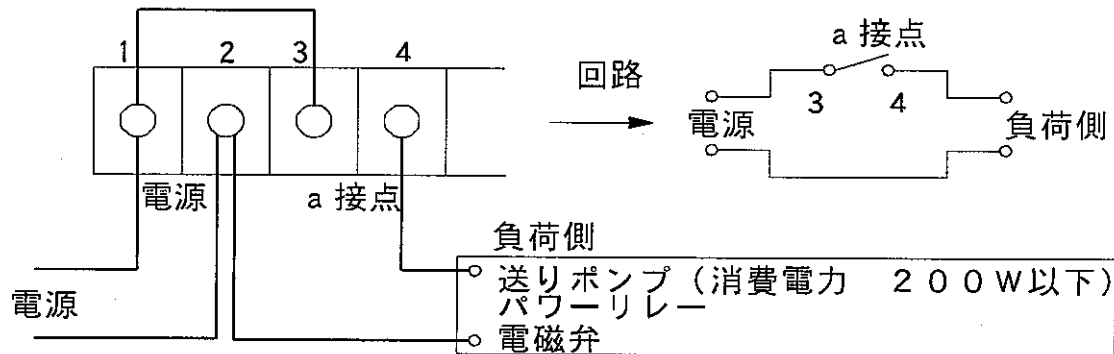 1 2 3 4
電源
a 接点
電源
回路
a 接点
3 4
電源
負荷側
負荷側
送りポンプ（消費電力　２００Ｗ以下）
パワーリレー
電磁弁